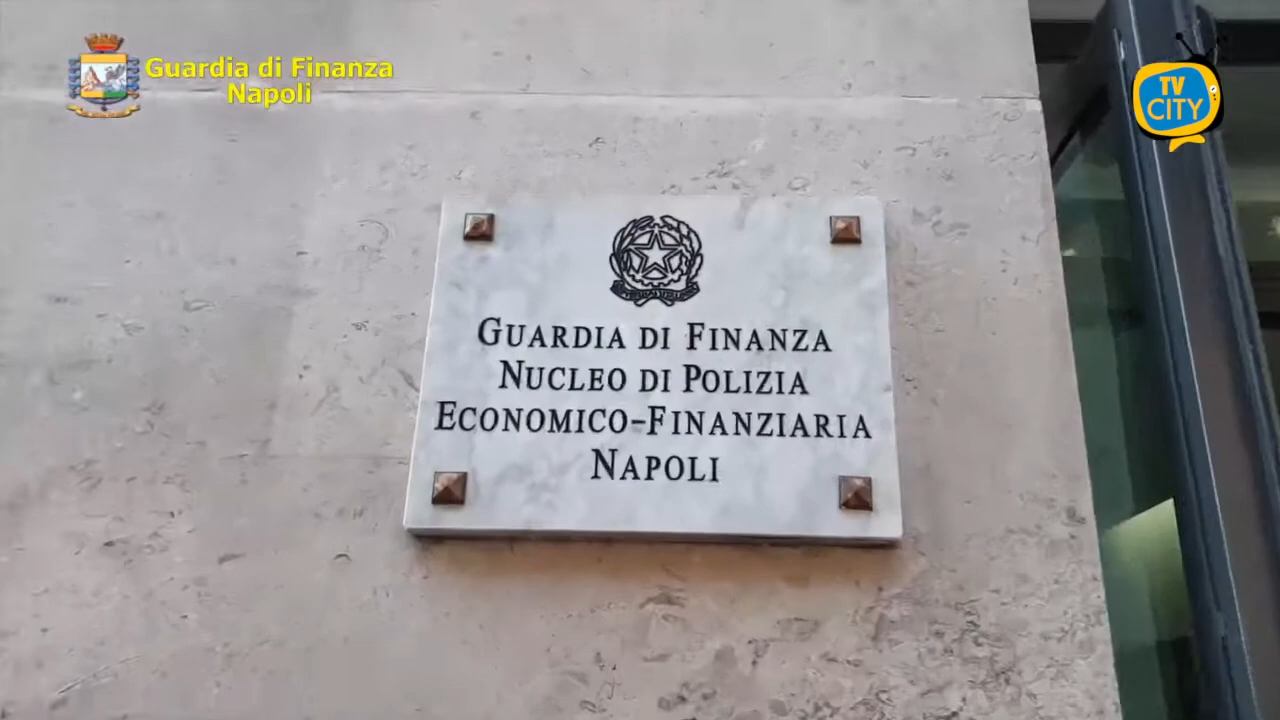 Guardia di Finanza
Napoli
TV
CITY
GUARDIA DI FINANZA
NUCLEO DI POLIZIA
ECONOMICO-FINANZIARIA
NAPOLI